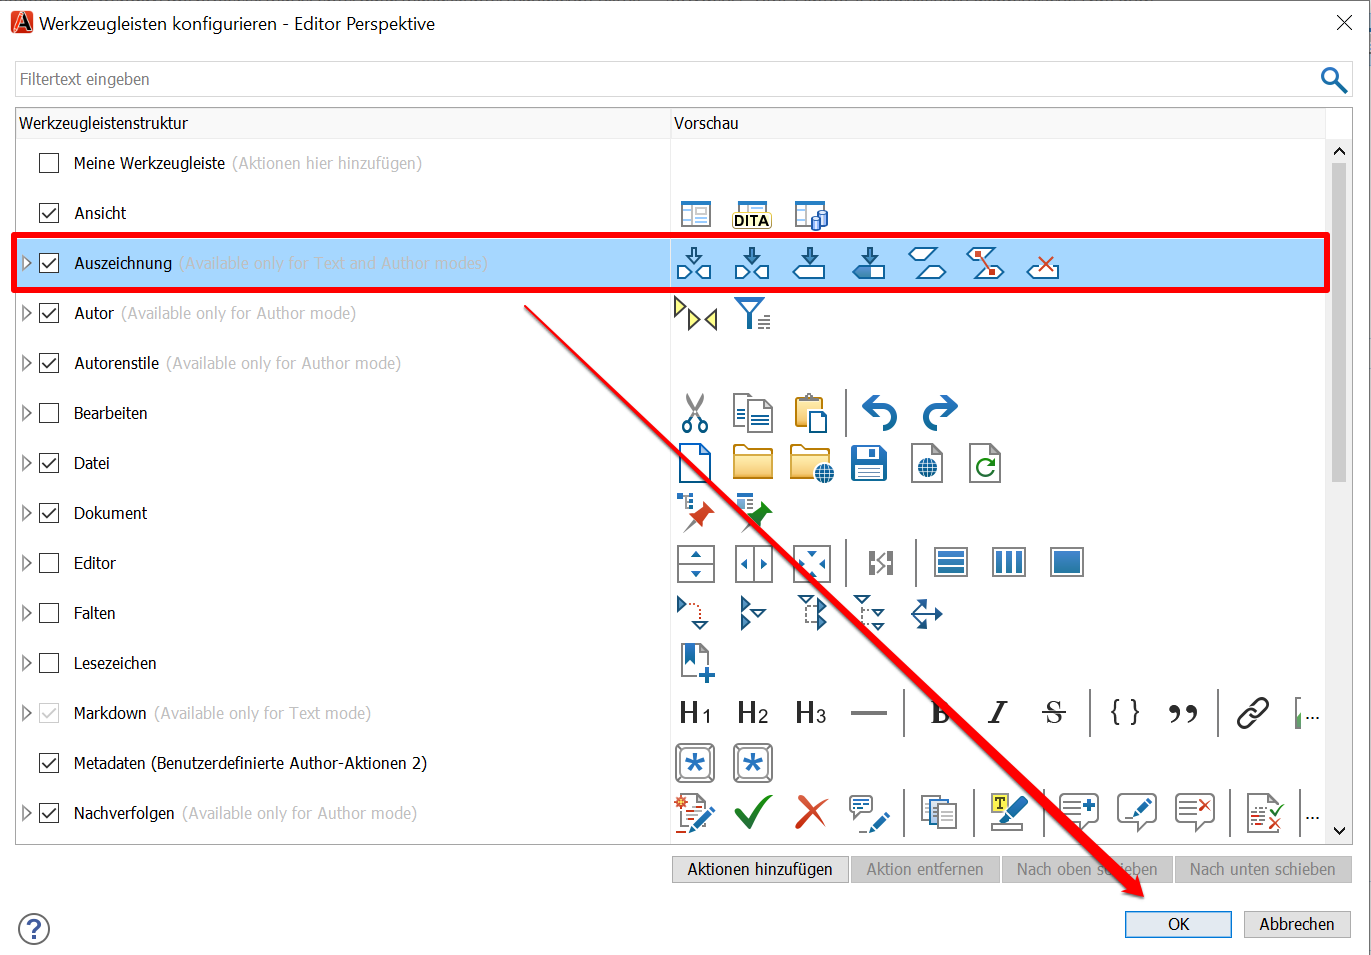 Werkzeugleisten konfigurieren - Editor Perspektive
Filtertext eingeben
Werkzeugleistenstruktur Vorschau
Meine Werkzeugleiste (Aktionen hier hinzufügen)
Ansicht DITA
Auszeichnung (Available only for Text and Author modes)
Autor (Available only for Author mode)
Autorenstile (Available only for Author mode)
Bearbeiten
Datei
Dokument
Editor
Falten
Lesezeichen
Markdown (Available only for Text mode) H1 H2 H3 B I S { } ” ...
Metadaten (Benutzerdefinierte Author-Aktionen 2) * *
Nachverfolgen (Available only for Author mode) T ...
Aktionen hinzufügen Aktion entfernen Nach oben schieben Nach unten schieben
? OK Abbrechen